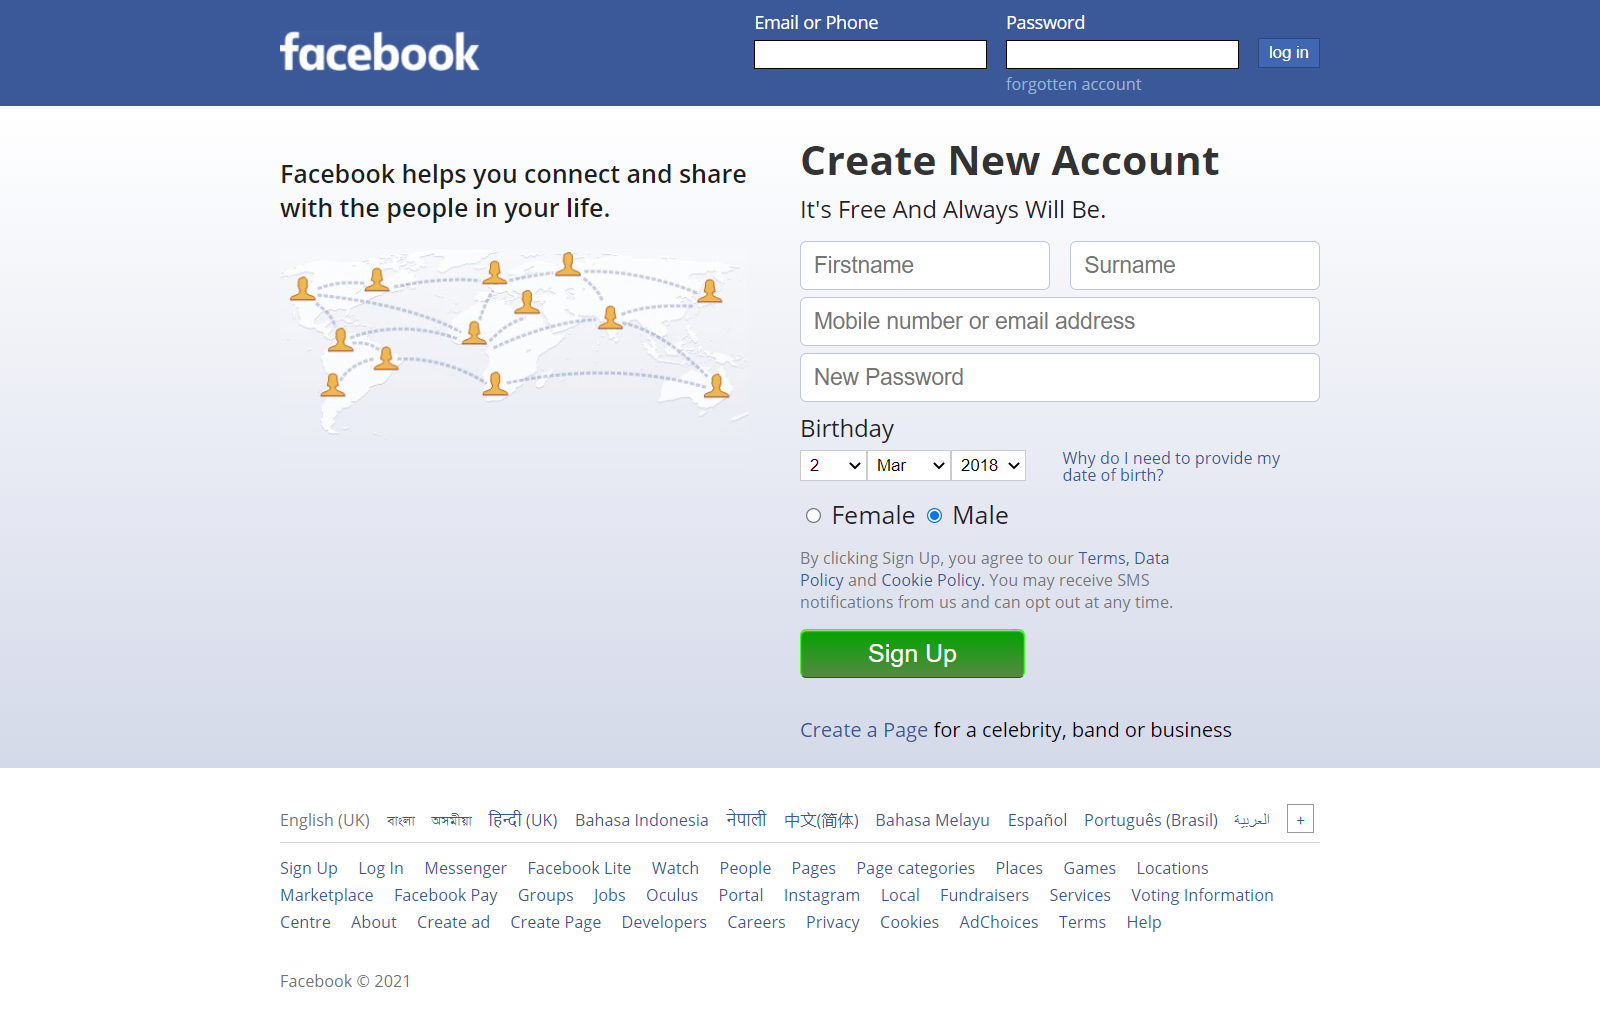 facebook
Email or Phone
Password
log in
forgotten account
Facebook helps you connect and share
with the people in your life.
Create New Account
It's Free And Always Will Be.
Firstname
Surname
Mobile number or email address
New Password
Birthday
2 Mar 2018
Why do I need to provide my
date of birth?
Female Male
By clicking Sign Up, you agree to our Terms, Data
Policy and Cookie Policy. You may receive SMS
notifications from us and can opt out at any time.
Sign Up
Create a Page for a celebrity, band or business
English (UK) বাংলা অসমীয়া हिन्दी (UK) Bahasa Indonesia नेपाली 中文(简体) Bahasa Melayu Español Português (Brasil) العربية +
Sign Up Log In Messenger Facebook Lite Watch People Pages Page categories Places Games Locations
Marketplace Facebook Pay Groups Jobs Oculus Portal Instagram Local Fundraisers Services Voting Information
Centre About Create ad Create Page Developers Careers Privacy Cookies AdChoices Terms Help
Facebook © 2021